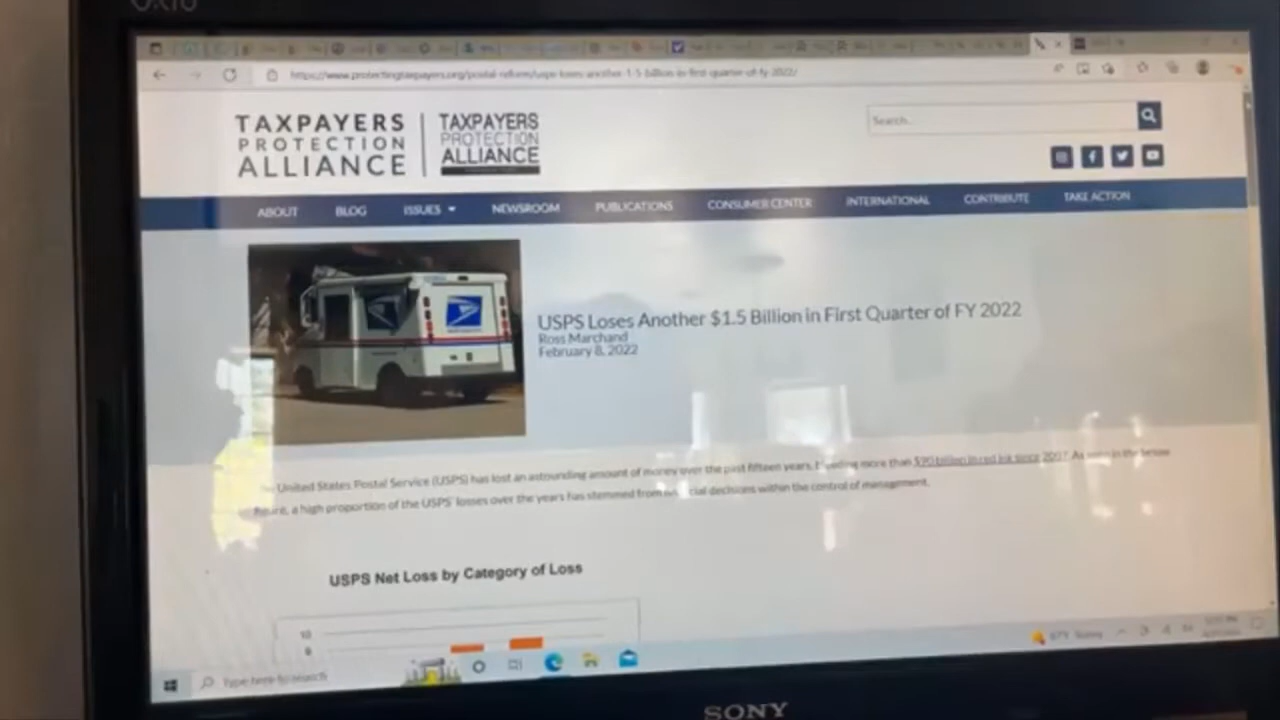 https://www.protectingtaxpayers.org/postal-reform/usps-loses-another-1-5-billion-in-first-quarter-of-fy-2022/
TAXPAYERS
PROTECTION
ALLIANCE
TAXPAYERS
PROTECTION
ALLIANCE
Search...
ABOUT BLOG ISSUES NEWSROOM PUBLICATIONS CONSUMER CENTER INTERNATIONAL CONTRIBUTE TAKE ACTION
USPS Loses Another $1.5 Billion in First Quarter of FY 2022
Ross Marchand
February 8, 2022
United States Postal Service (USPS) has lost an astounding amount of money over the past fifteen years, more than $90 billion in red ink since 2007. As in the below
figure, a high proportion of the USPS' losses over the years has stemmed from decisions within the control of management.
USPS Net Loss by Category of Loss
10
Type here to search
67°F Sunny
SONY